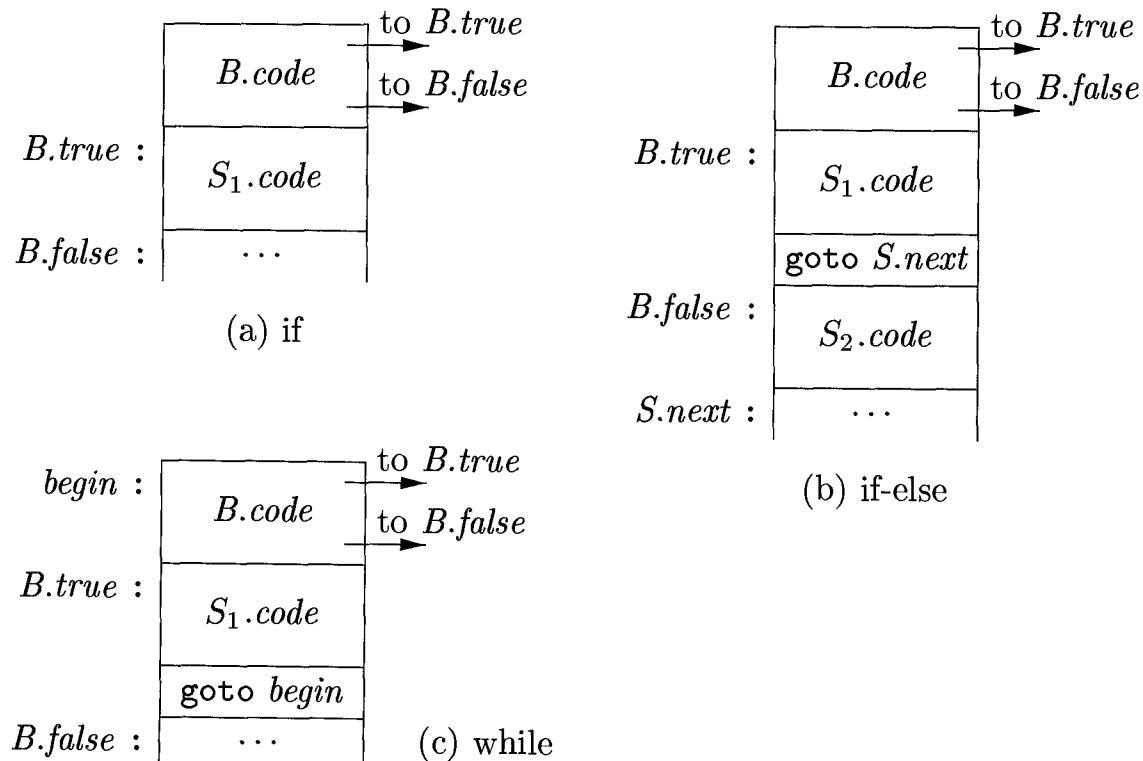 to B.true
B.code
to B.false
B.true :
S₁.code
B.false :
...
(a) if
to B.true
B.code
to B.false
B.true :
S₁.code
goto S.next
B.false :
S₂.code
S.next :
...
(b) if-else
begin :
to B.true
B.code
to B.false
B.true :
S₁.code
goto begin
B.false :
...
(c) while